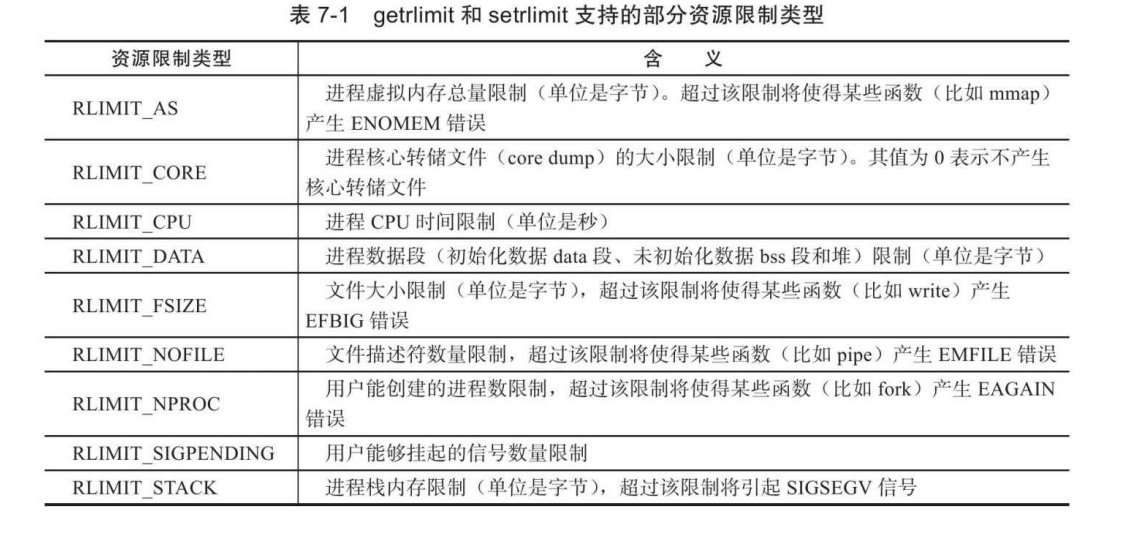 表 7-1 getrlimit 和 setrlimit 支持的部分资源限制类型
资源限制类型 含 义
RLIMIT_AS 进程虚拟内存总量限制（单位是字节）。超过该限制将使得某些函数（比如 mmap）
产生 ENOMEM 错误
RLIMIT_CORE 进程核心转储文件（core dump）的大小限制（单位是字节）。其值为 0 表示不产生
核心转储文件
RLIMIT_CPU 进程 CPU 时间限制（单位是秒）
RLIMIT_DATA 进程数据段（初始化数据 data 段、未初始化数据 bss 段和堆）限制（单位是字节）
RLIMIT_FSIZE 文件大小限制（单位是字节），超过该限制将使得某些函数（比如 write）产生
EFBIG 错误
RLIMIT_NOFILE 文件描述符数量限制，超过该限制将使得某些函数（比如 pipe）产生 EMFILE 错误
RLIMIT_NPROC 用户能创建的进程数限制，超过该限制将使得某些函数（比如 fork）产生 EAGAIN
错误
RLIMIT_SIGPENDING 用户能够挂起的信号数量限制
RLIMIT_STACK 进程栈内存限制（单位是字节），超过该限制将引起 SIGSEGV 信号